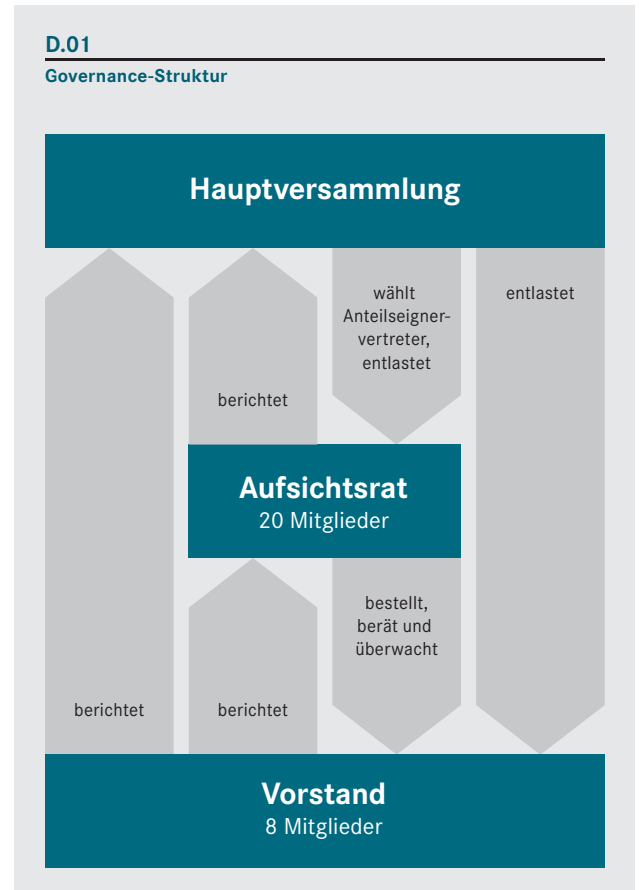 D.01
Governance-Struktur
Hauptversammlung
wählt
Anteilseigner-
vertreter,
entlastet
entlastet
berichtet
Aufsichtsrat
20 Mitglieder
bestellt,
berät und
überwacht
berichtet
berichtet
Vorstand
8 Mitglieder